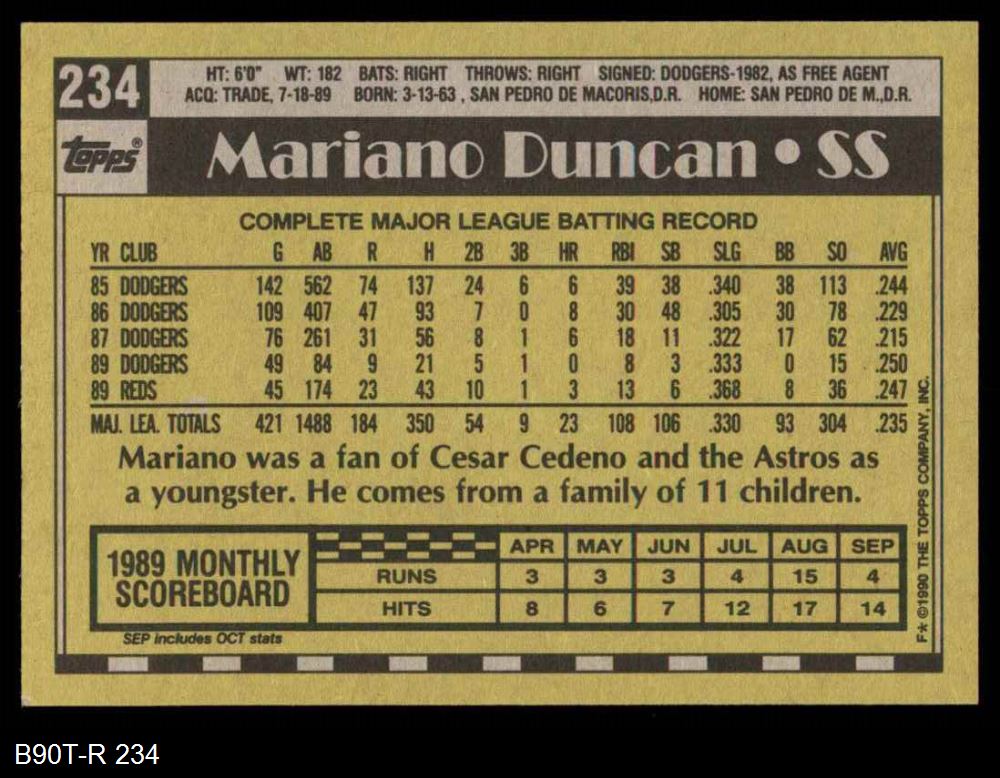 234
HT: 6'0" WT: 182 BATS: RIGHT THROWS: RIGHT SIGNED: DODGERS-1982, AS FREE AGENT
ACQ: TRADE, 7-18-89 BORN: 3-13-63 , SAN PEDRO DE MACORIS,D.R. HOME: SAN PEDRO DE M.,D.R.
topps®
Mariano Duncan • SS
COMPLETE MAJOR LEAGUE BATTING RECORD
YR CLUB G AB R H 2B 3B HR RBI SB SLG BB SO AVG
85 DODGERS 142 562 74 137 24 6 6 39 38 .340 38 113 .244
86 DODGERS 109 407 47 93 7 0 8 30 48 .305 30 78 .229
87 DODGERS 76 261 31 56 8 1 6 18 11 .322 17 62 .215
89 DODGERS 49 84 9 21 5 1 0 8 3 .333 0 15 .250
89 REDS 45 174 23 43 10 1 3 13 6 .368 8 36 .247
MAJ. LEA. TOTALS 421 1488 184 350 54 9 23 108 106 .330 93 304 .235
Mariano was a fan of Cesar Cedeno and the Astros as
a youngster. He comes from a family of 11 children.
1989 MONTHLY
SCOREBOARD
APR MAY JUN JUL AUG SEP
RUNS 3 3 3 4 15 4
HITS 8 6 7 12 17 14
SEP includes OCT stats
F* ©1990 THE TOPPS COMPANY, INC.
B90T-R 234